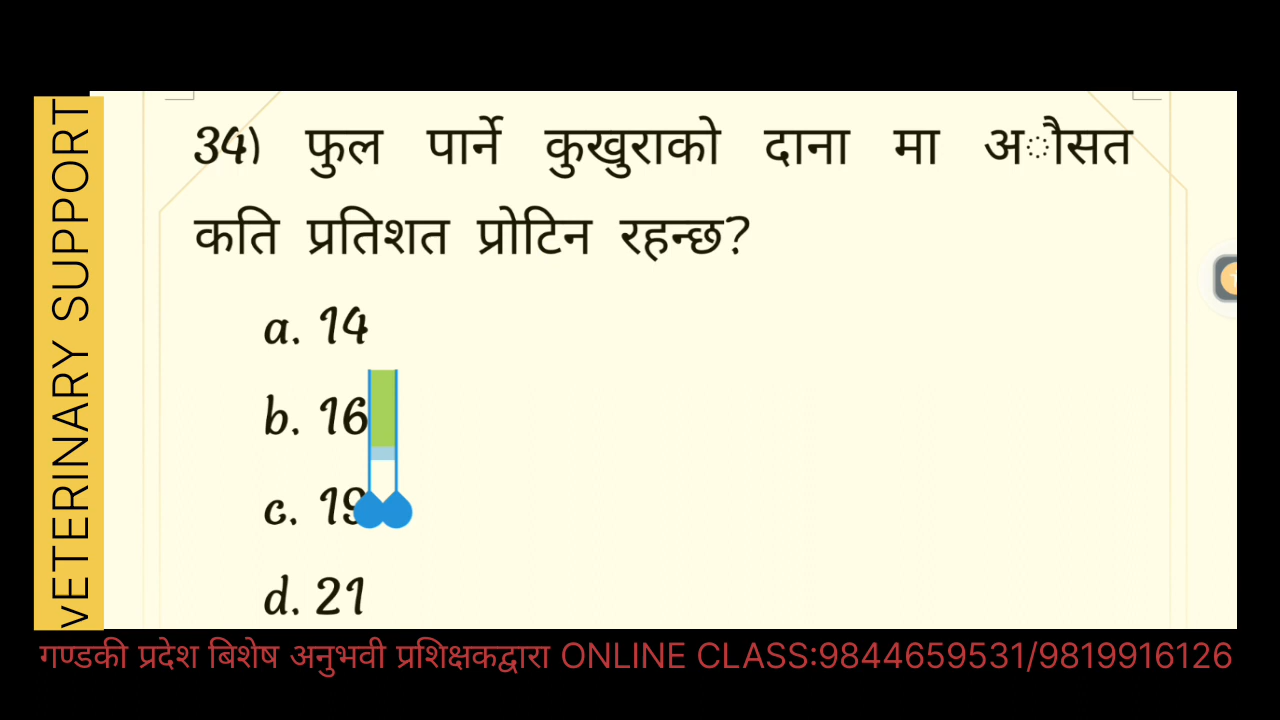 vETERINARY SUPPORT
34) फुल पार्ने कुखुराको दाना मा अौसत
कति प्रतिशत प्रोटिन रहन्छ?
a. 14
b. 16
c. 19
d. 21
गण्डकी प्रदेश बिशेष अनुभवी प्रशिक्षकद्वारा ONLINE CLASS:9844659531/9819916126